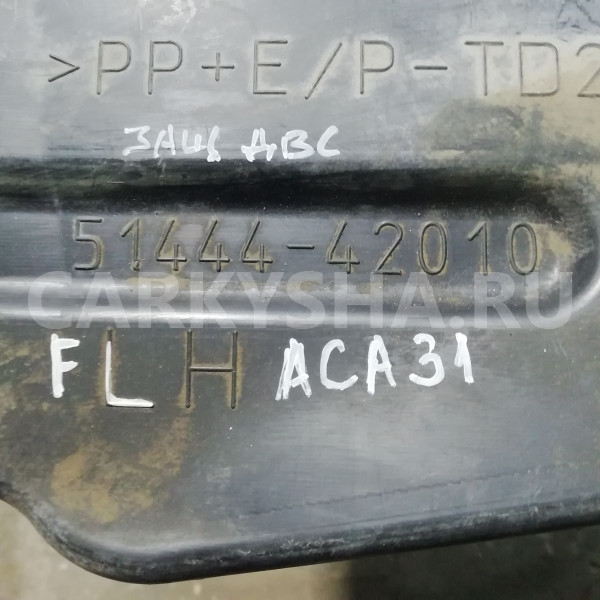 >PP+E/P-TD2
ЗАЩ ДВС
51444-42010
CARKYSHA.RU
FLH ACA31